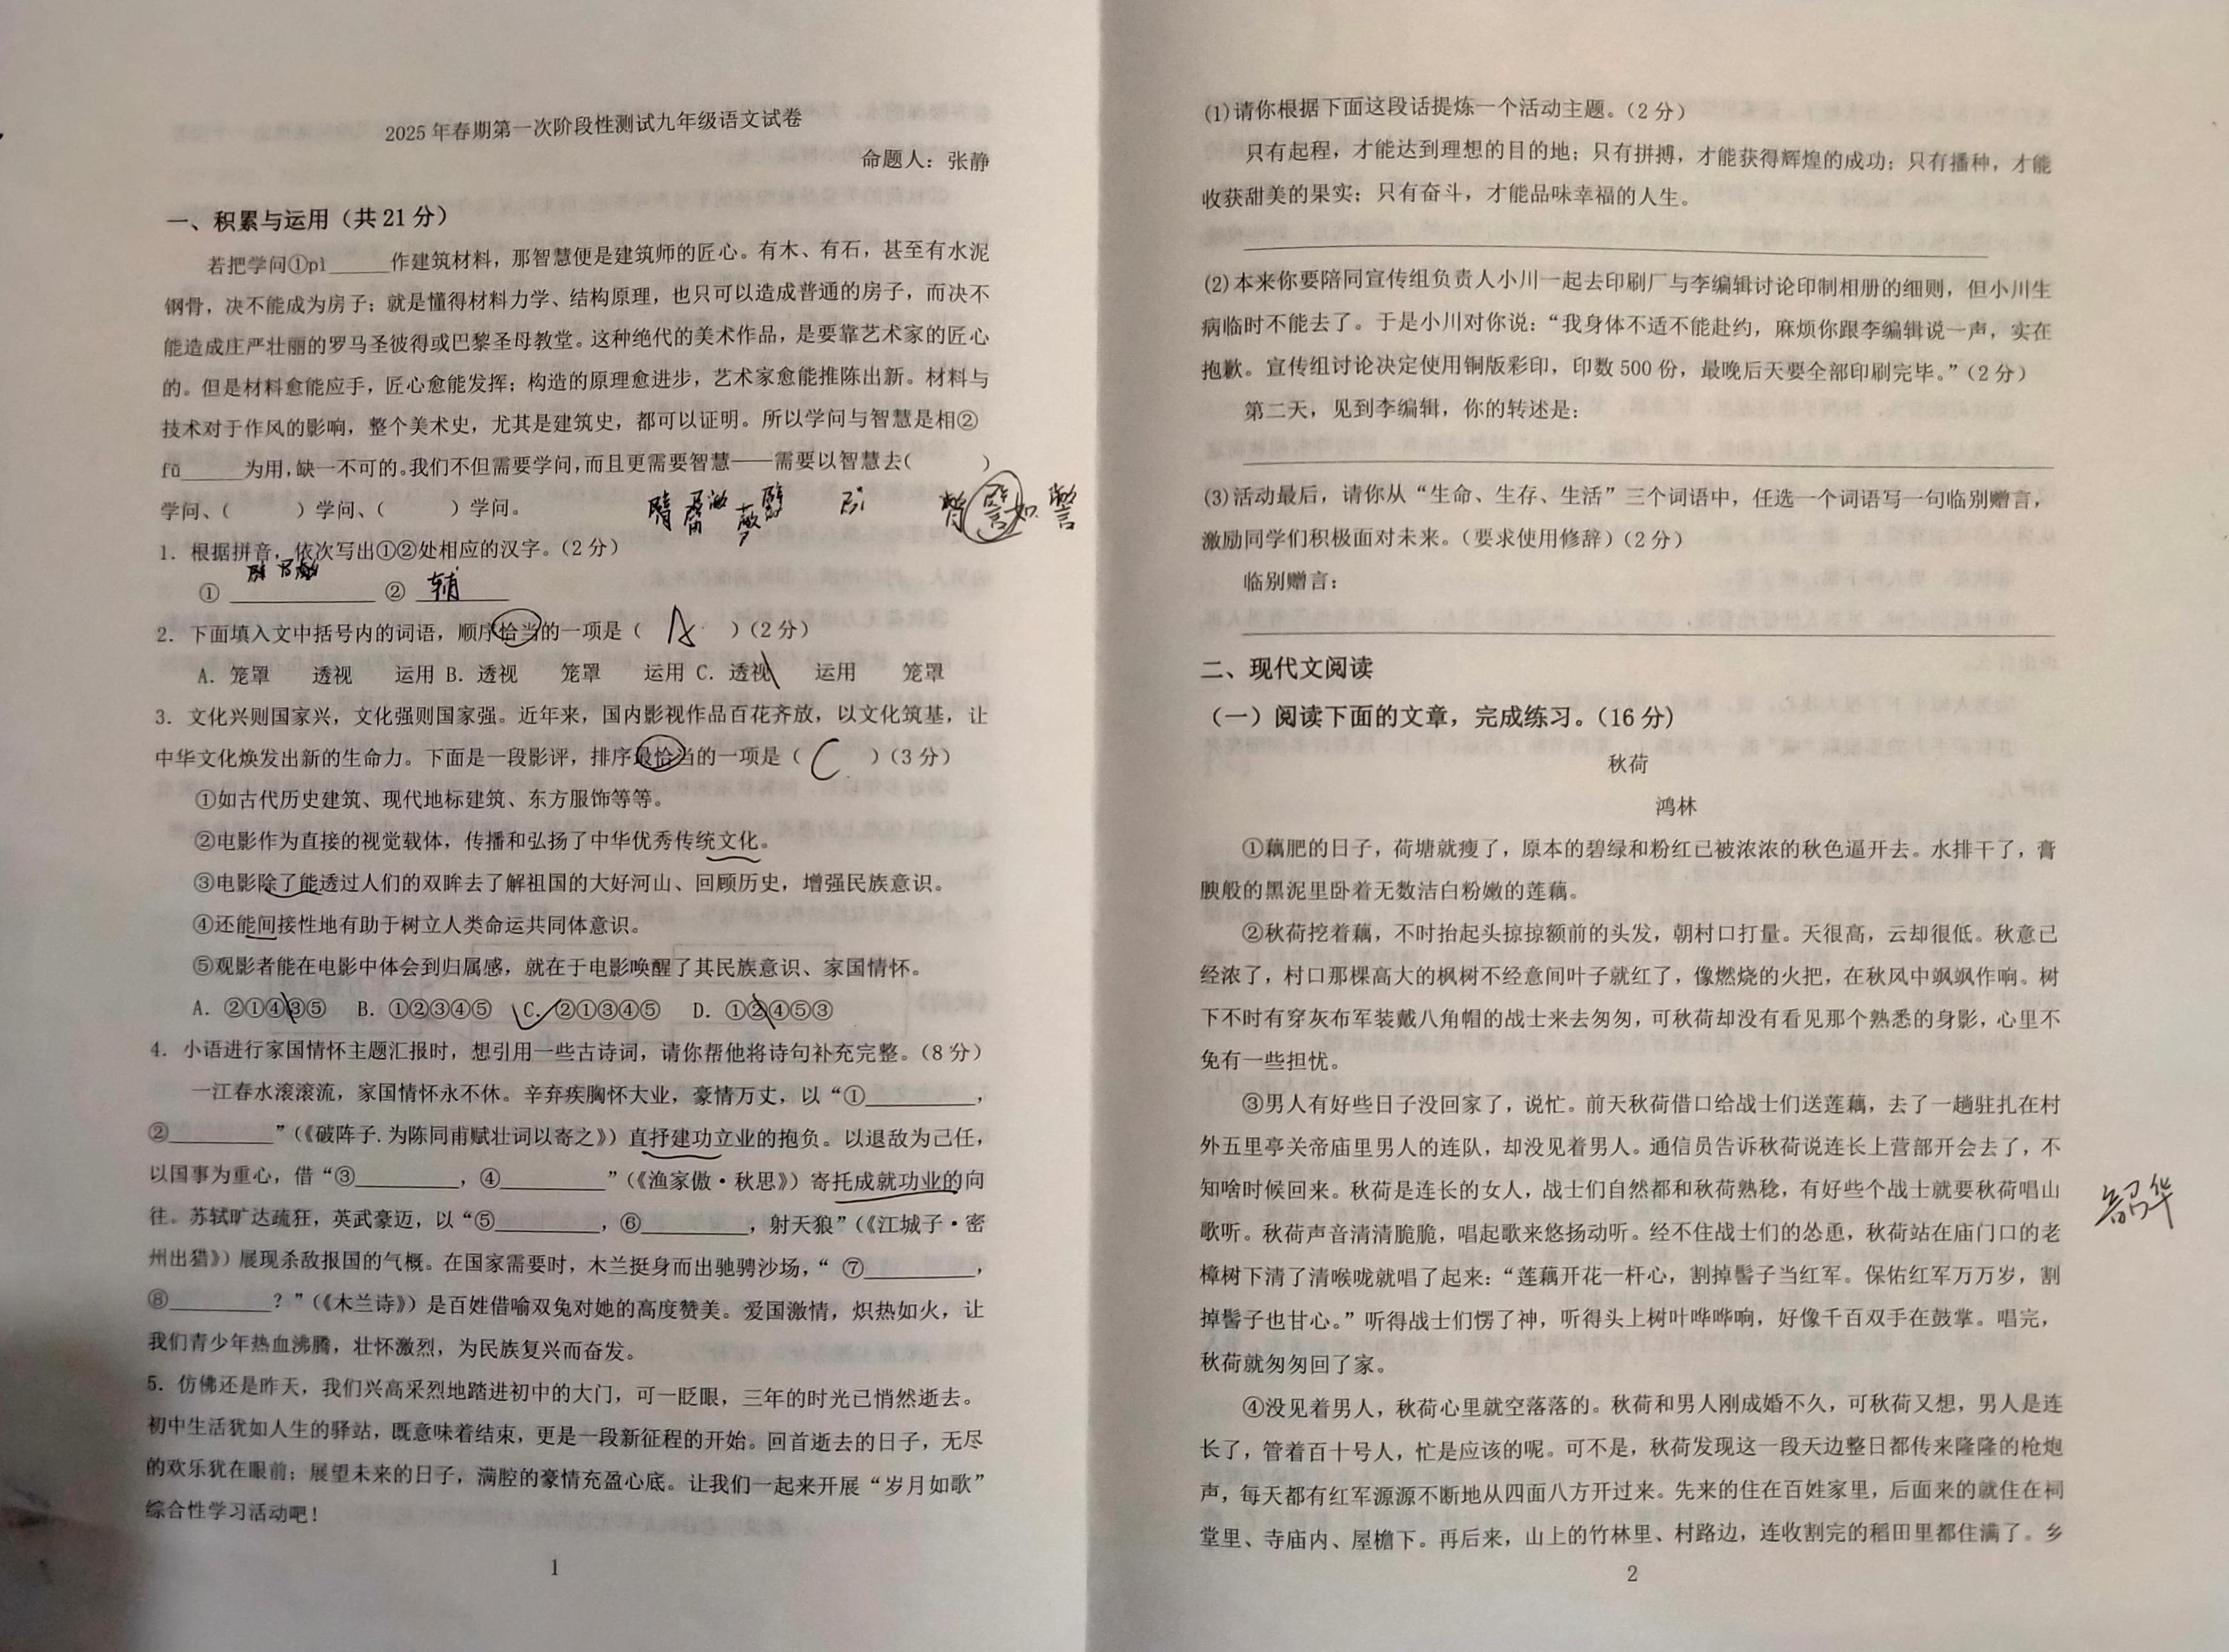 2025年春期第一次阶段性测试九年级语文试卷
命题人：张静
一、积累与运用（共21分）
若把学问①pì______作建筑材料，那智慧便是建筑师的匠心。有木、有石，甚至有水泥
钢骨，决不能成为房子；就是懂得材料力学、结构原理，也只可以造成普通的房子，而决不
能造成庄严壮丽的罗马圣彼得或巴黎圣母教堂。这种绝代的美术作品，是要靠艺术家的匠心
的。但是材料愈能应手，匠心愈能发挥；构造的原理愈进步，艺术家愈能推陈出新。材料与
技术对于作风的影响，整个美术史，尤其是建筑史，都可以证明。所以学问与智慧是相②
fǔ______为用，缺一不可的。我们不但需要学问，而且更需要智慧——需要以智慧去（　　　）
学问、（　　　）学问、（　　　）学问。
1．根据拼音，依次写出①②处相应的汉字。（2分）
① __________ ② 辅
2．下面填入文中括号内的词语，顺序恰当的一项是（　A　）（2分）
A．笼罩　透视　运用 B．透视　笼罩　运用 C．透视　运用　笼罩
3．文化兴则国家兴，文化强则国家强。近年来，国内影视作品百花齐放，以文化筑基，让
中华文化焕发出新的生命力。下面是一段影评，排序最恰当的一项是（　C　）（3分）
①如古代历史建筑、现代地标建筑、东方服饰等等。
②电影作为直接的视觉载体，传播和弘扬了中华优秀传统文化。
③电影除了能透过人们的双眸去了解祖国的大好河山、回顾历史，增强民族意识。
④还能间接性地有助于树立人类命运共同体意识。
⑤观影者能在电影中体会到归属感，就在于电影唤醒了其民族意识、家国情怀。
A．②①④③⑤　B．①②③④⑤　C．②①③④⑤　D．①②④⑤③
4．小语进行家国情怀主题汇报时，想引用一些古诗词，请你帮他将诗句补充完整。（8分）
一江春水滚滚流，家国情怀永不休。辛弃疾胸怀大业，豪情万丈，以“①__________，
②__________”（《破阵子.为陈同甫赋壮词以寄之》）直抒建功立业的抱负。以退敌为己任，
以国事为重心，借“③__________，④__________”（《渔家傲·秋思》）寄托成就功业的向
往。苏轼旷达疏狂，英武豪迈，以“⑤__________，⑥__________，射天狼”（《江城子·密
州出猎》）展现杀敌报国的气概。在国家需要时，木兰挺身而出驰骋沙场，“ ⑦__________，
⑧__________？”（《木兰诗》）是百姓借喻双兔对她的高度赞美。爱国激情，炽热如火，让
我们青少年热血沸腾，壮怀激烈，为民族复兴而奋发。
5．仿佛还是昨天，我们兴高采烈地踏进初中的大门，可一眨眼，三年的时光已悄然逝去。
初中生活犹如人生的驿站，既意味着结束，更是一段新征程的开始。回首逝去的日子，无尽
的欢乐犹在眼前；展望未来的日子，满腔的豪情充盈心底。让我们一起来开展“岁月如歌”
综合性学习活动吧！
1
(1)请你根据下面这段话提炼一个活动主题。（2分）
只有起程，才能达到理想的目的地；只有拼搏，才能获得辉煌的成功；只有播种，才能
收获甜美的果实；只有奋斗，才能品味幸福的人生。
(2)本来你要陪同宣传组负责人小川一起去印刷厂与李编辑讨论印制相册的细则，但小川生
病临时不能去了。于是小川对你说：“我身体不适不能赴约，麻烦你跟李编辑说一声，实在
抱歉。宣传组讨论决定使用铜版彩印，印数500份，最晚后天要全部印刷完毕。”（2分）
第二天，见到李编辑，你的转述是：
(3)活动最后，请你从“生命、生存、生活”三个词语中，任选一个词语写一句临别赠言，
激励同学们积极面对未来。（要求使用修辞）（2分）
临别赠言：
二、现代文阅读
（一）阅读下面的文章，完成练习。（16分）
秋荷
鸿林
①藕肥的日子，荷塘就瘦了，原本的碧绿和粉红已被浓浓的秋色逼开去。水排干了，膏
腴般的黑泥里卧着无数洁白粉嫩的莲藕。
②秋荷挖着藕，不时抬起头掠掠额前的头发，朝村口打量。天很高，云却很低。秋意已
经浓了，村口那棵高大的枫树不经意间叶子就红了，像燃烧的火把，在秋风中飒飒作响。树
下不时有穿灰布军装戴八角帽的战士来去匆匆，可秋荷却没有看见那个熟悉的身影，心里不
免有一些担忧。
③男人有好些日子没回家了，说忙。前天秋荷借口给战士们送莲藕，去了一趟驻扎在村
外五里亭关帝庙里男人的连队，却没见着男人。通信员告诉秋荷说连长上营部开会去了，不
知啥时候回来。秋荷是连长的女人，战士们自然都和秋荷熟稔，有好些个战士就要秋荷唱山
歌听。秋荷声音清清脆脆，唱起歌来悠扬动听。经不住战士们的怂恿，秋荷站在庙门口的老
樟树下清了清喉咙就唱了起来：“莲藕开花一杆心，割掉髻子当红军。保佑红军万万岁，割
掉髻子也甘心。”听得战士们愣了神，听得头上树叶哗哗响，好像千百双手在鼓掌。唱完，
秋荷就匆匆回了家。
④没见着男人，秋荷心里就空落落的。秋荷和男人刚成婚不久，可秋荷又想，男人是连
长了，管着百十号人，忙是应该的呢。可不是，秋荷发现这一段天边整日都传来隆隆的枪炮
声，每天都有红军源源不断地从四面八方开过来。先来的住在百姓家里，后面来的就住在祠
堂里、寺庙内、屋檐下。再后来，山上的竹林里、村路边，连收割完的稻田里都住满了。乡
2